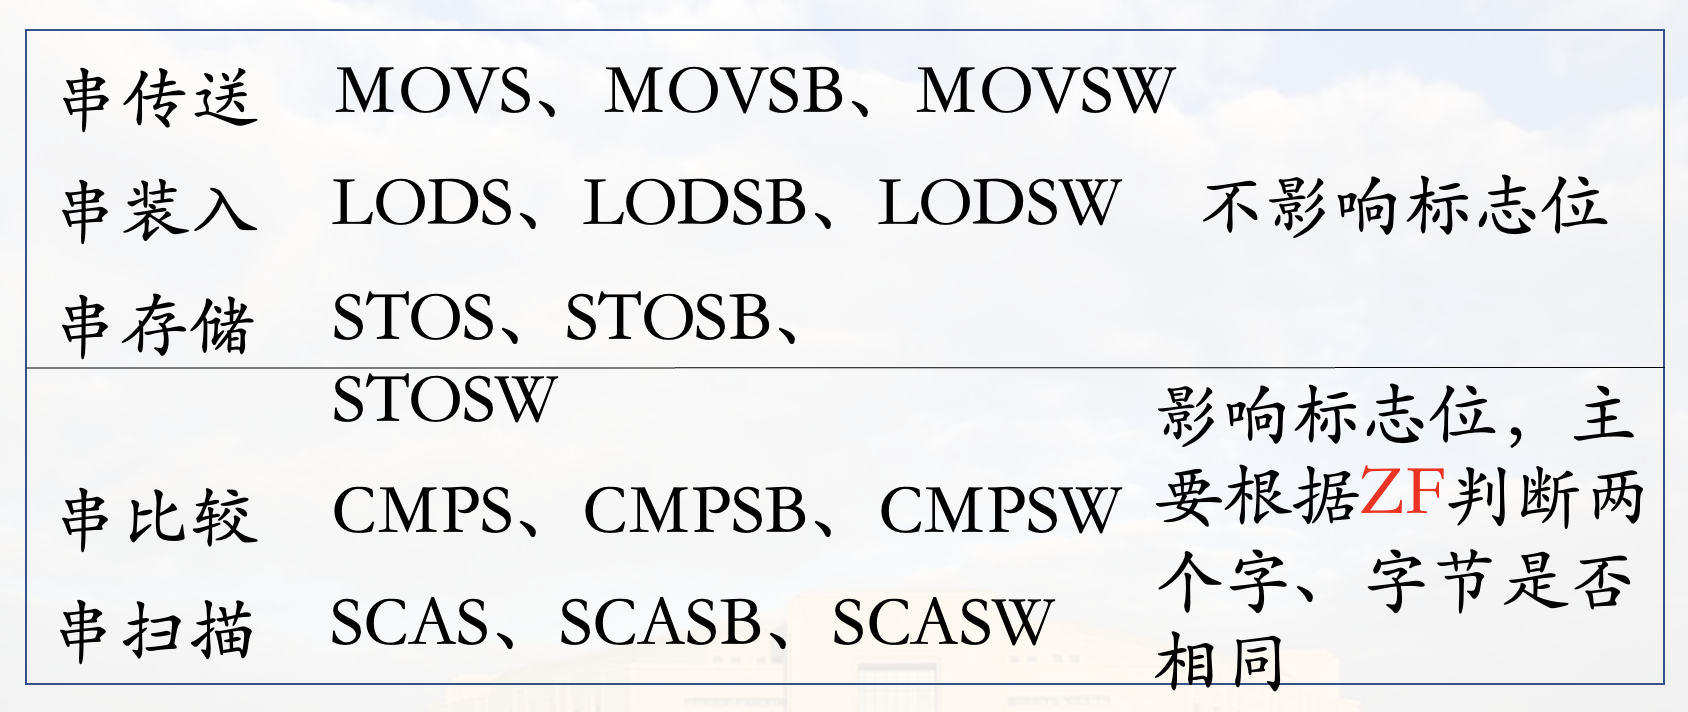 串传送 MOVS、MOVSB、MOVSW
串装入 LODS、LODSB、LODSW 不影响标志位
串存储 STOS、STOSB、
STOSW
影响标志位，主
要根据ZF判断两
串比较 CMPS、CMPSB、CMPSW
个字、字节是否
串扫描 SCAS、SCASB、SCASW
相同